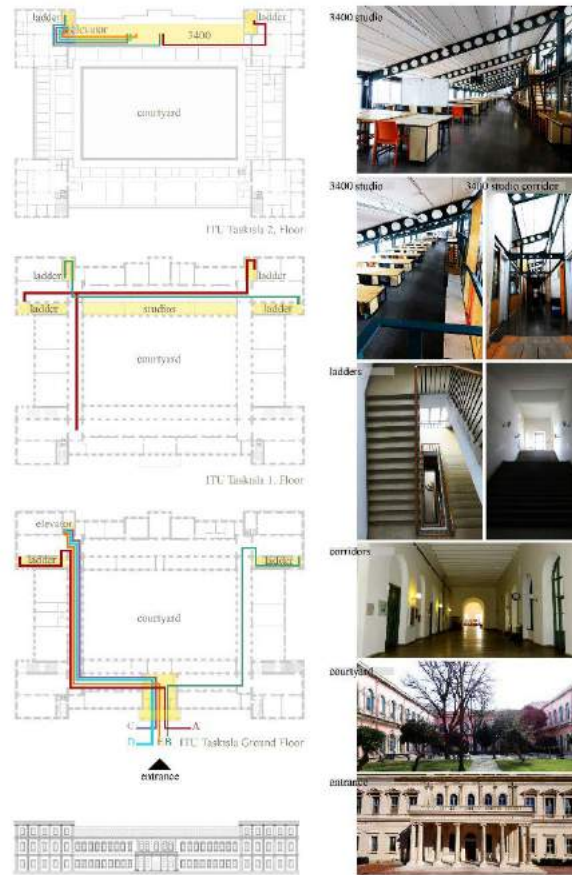 ladder
ladder
elevator
3400
courtyard
ITU Taskisla 2. Floor
ladder
ladder
ladder
studios
ladder
courtyard
ITU Taskisla 1. Floor
elevator
ladder
ladder
courtyard
C
A
D
E
B
ITU Taskisla Ground Floor
entrance
3400 studio
3400 studio
3400 studio corridor
ladders
corridors
courtyard
entrance